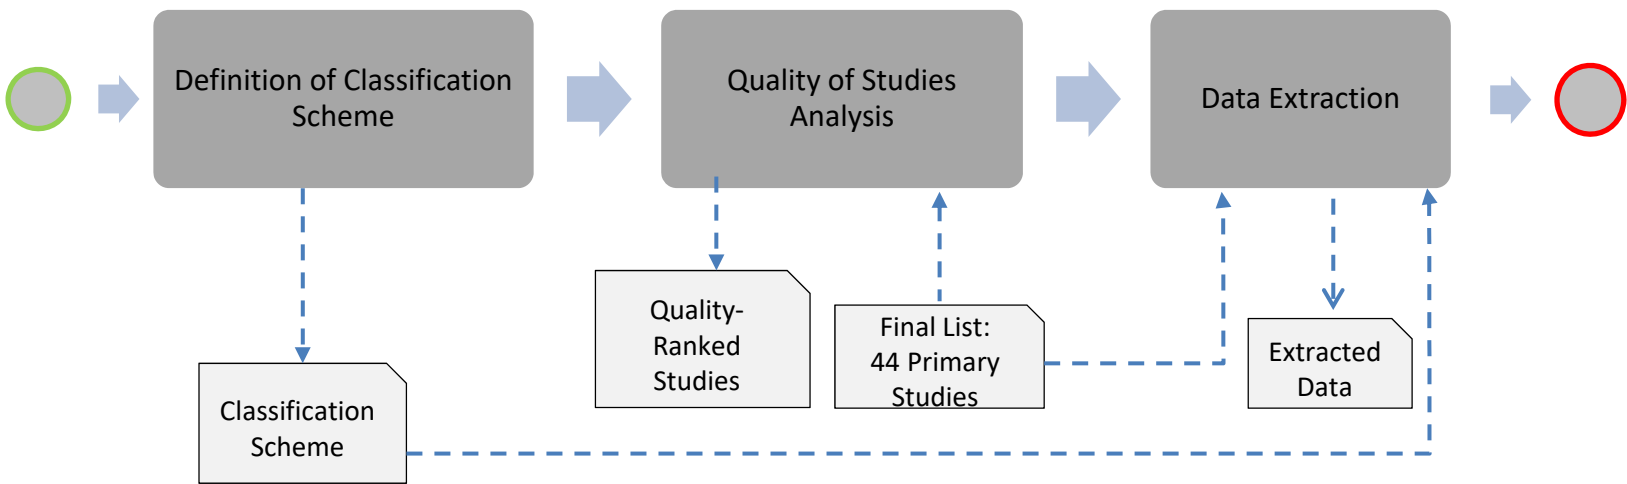 Definition of Classification
Scheme
Quality of Studies
Analysis
Data Extraction
Quality-
Ranked
Studies
Final List:
44 Primary
Studies
Extracted
Data
Classification
Scheme